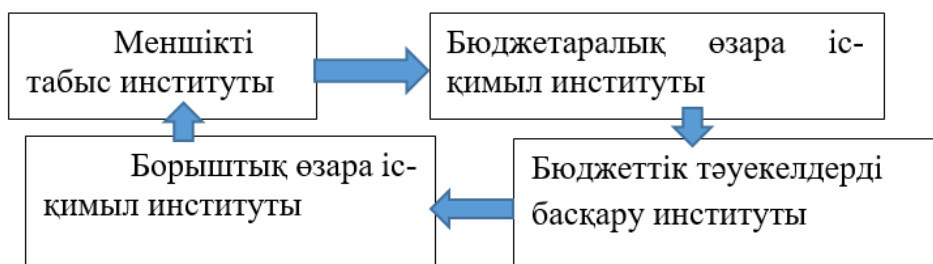 Меншікті
табыс институты
Бюджетаралық өзара іс-
қимыл институты
Борыштық өзара іс-
қимыл институты
Бюджеттік тәуекелдерді
басқару институты